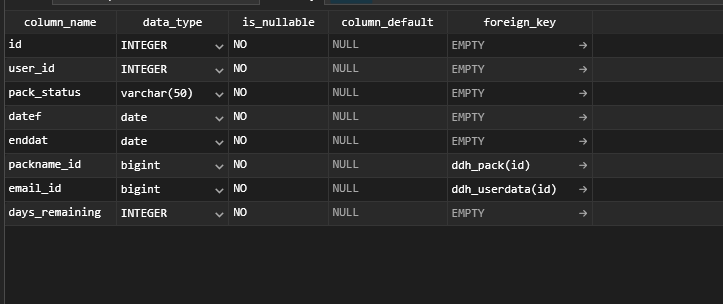 column_name data_type is_nullable column_default foreign_key
id INTEGER NO NULL EMPTY →
user_id INTEGER NO NULL EMPTY →
pack_status varchar(50) NO NULL EMPTY →
datef date NO NULL EMPTY →
enddat date NO NULL EMPTY →
packname_id bigint NO NULL ddh_pack(id) →
email_id bigint NO NULL ddh_userdata(id) →
days_remaining INTEGER NO NULL EMPTY →